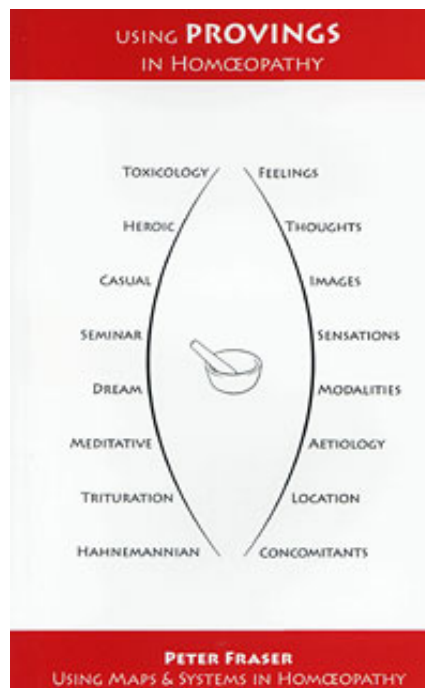 USING PROVINGS
IN HOMŒOPATHY
TOXICOLOGY FEELINGS
HEROIC THOUGHTS
CASUAL IMAGES
SEMINAR SENSATIONS
DREAM MODALITIES
MEDITATIVE AETIOLOGY
TRITURATION LOCATION
HAHNEMANNIAN CONCOMITANTS
PETER FRASER
USING MAPS & SYSTEMS IN HOMŒOPATHY